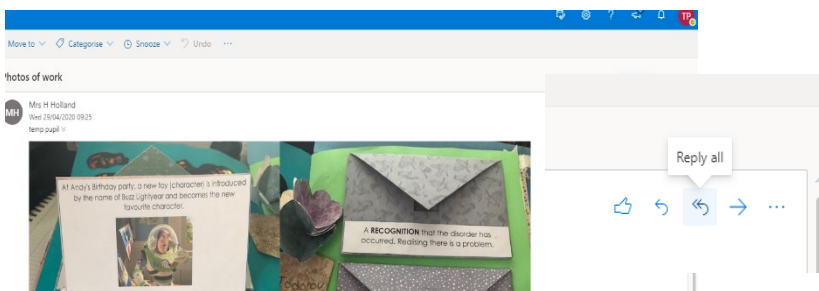 TP
Move to
Categorise
Snooze
Undo
Photos of work
MH
Mrs H Holland
Wed 29/04/2020 09:25
temp pupil
Reply all
At Andy's Birthday party, a new toy (character) is introduced
by the name of Buzz Lightyear and becomes the new
favourite character.
A RECOGNITION that the disorder has
occurred. Realising there is a problem.
Todorov